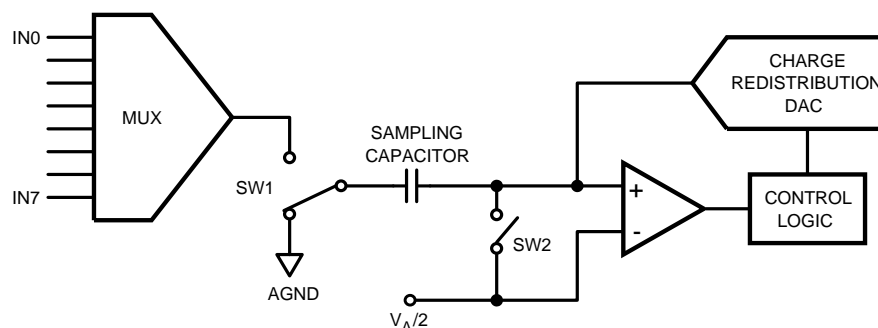 IN0
MUX
IN7
SW1
AGND
SAMPLING
CAPACITOR
SW2
VA/2
+
-
CHARGE
REDISTRIBUTION
DAC
CONTROL
LOGIC